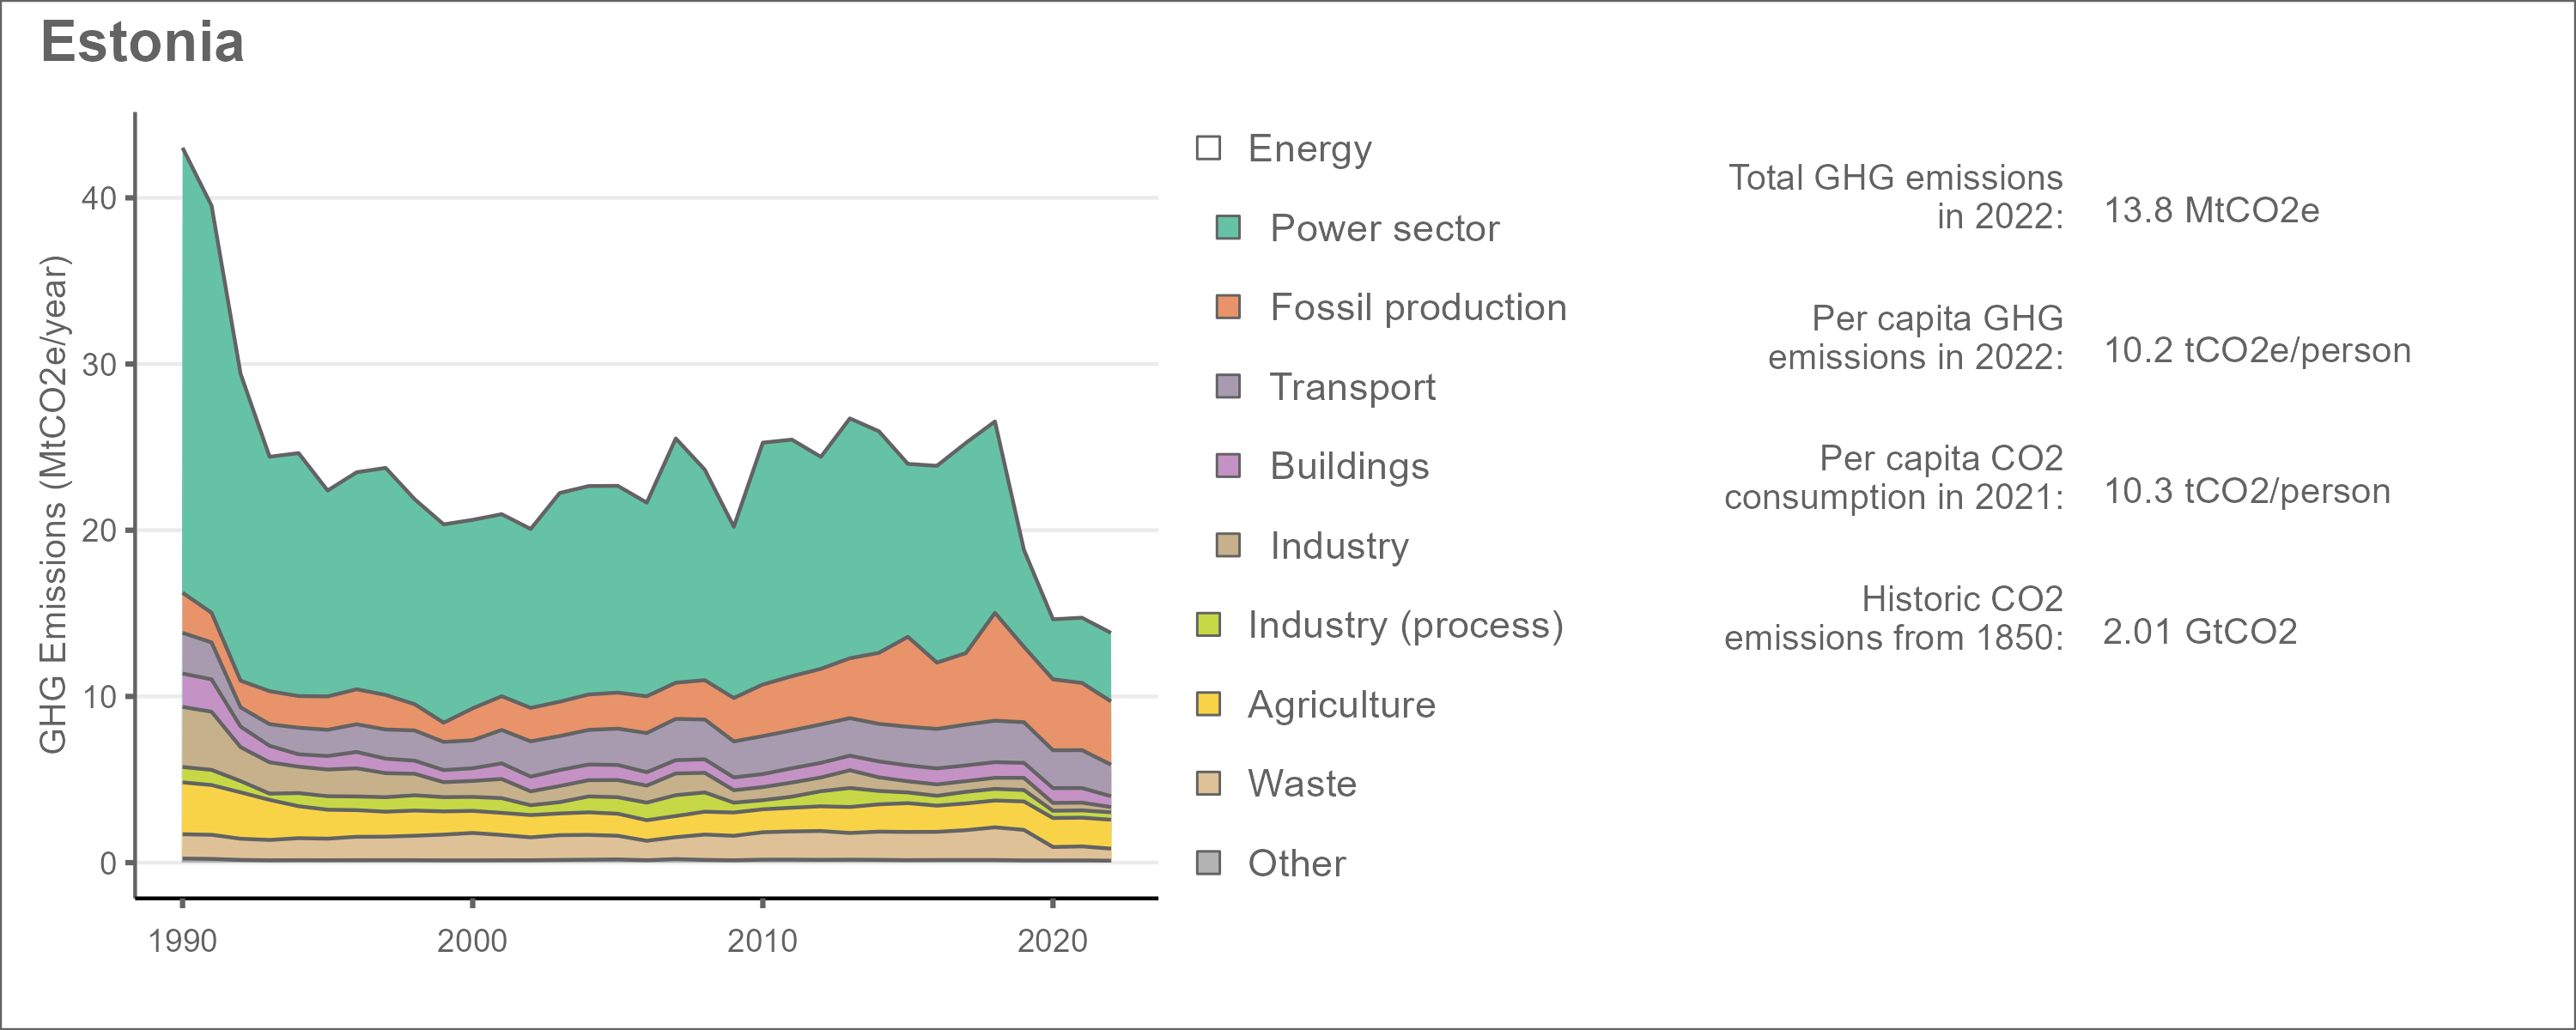 Estonia
GHG Emissions (MtCO2e/year)
40
30
20
10
0
1990
2000
2010
2020
Energy
Power sector
Fossil production
Transport
Buildings
Industry
Industry (process)
Agriculture
Waste
Other
Total GHG emissions
in 2022:
13.8 MtCO2e
Per capita GHG
emissions in 2022:
10.2 tCO2e/person
Per capita CO2
consumption in 2021:
10.3 tCO2/person
Historic CO2
emissions from 1850:
2.01 GtCO2